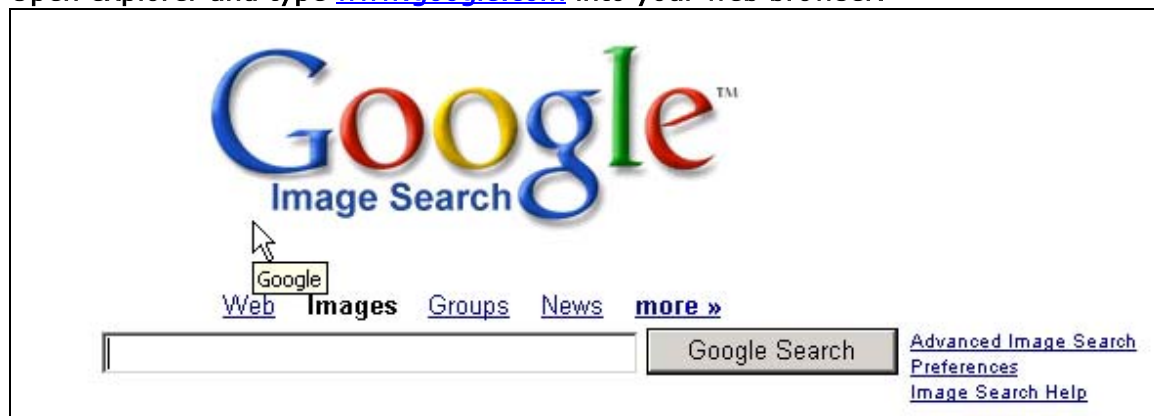 Open explorer and type www.google.com into your web browser.
Google™
Image Search
Google
Web Images Groups News more »
Google Search
Advanced Image Search
Preferences
Image Search Help